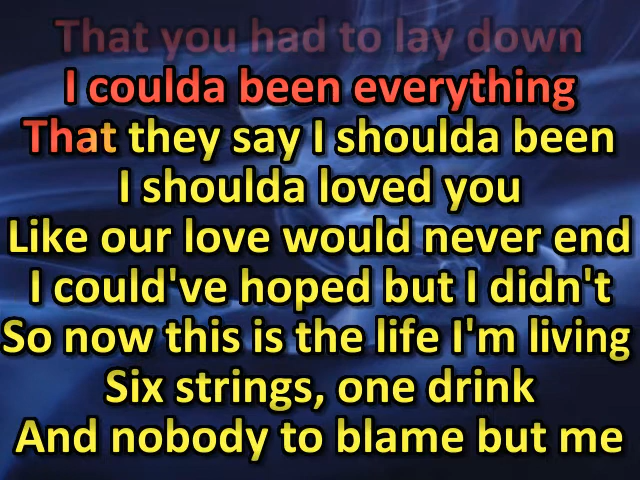 That you had to lay down
I coulda been everything
That they say I shoulda been
I shoulda loved you
Like our love would never end
I could've hoped but I didn't
So now this is the life I'm living
Six strings, one drink
And nobody to blame but me